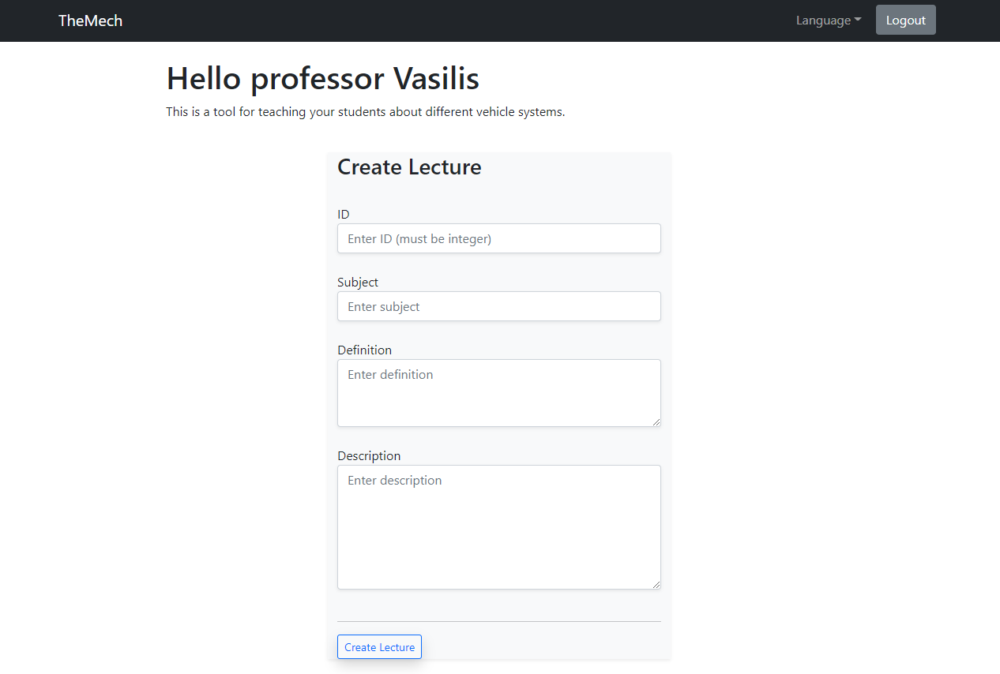 TheMech
Language
Logout
Hello professor Vasilis
This is a tool for teaching your students about different vehicle systems.
Create Lecture
ID
Enter ID (must be integer)
Subject
Enter subject
Definition
Enter definition
Description
Enter description
Create Lecture